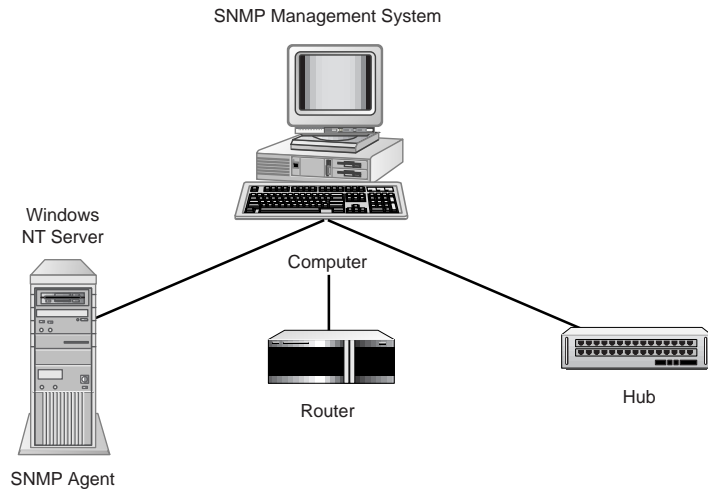 SNMP Management System
Windows
NT Server
Computer
Router
Hub
SNMP Agent